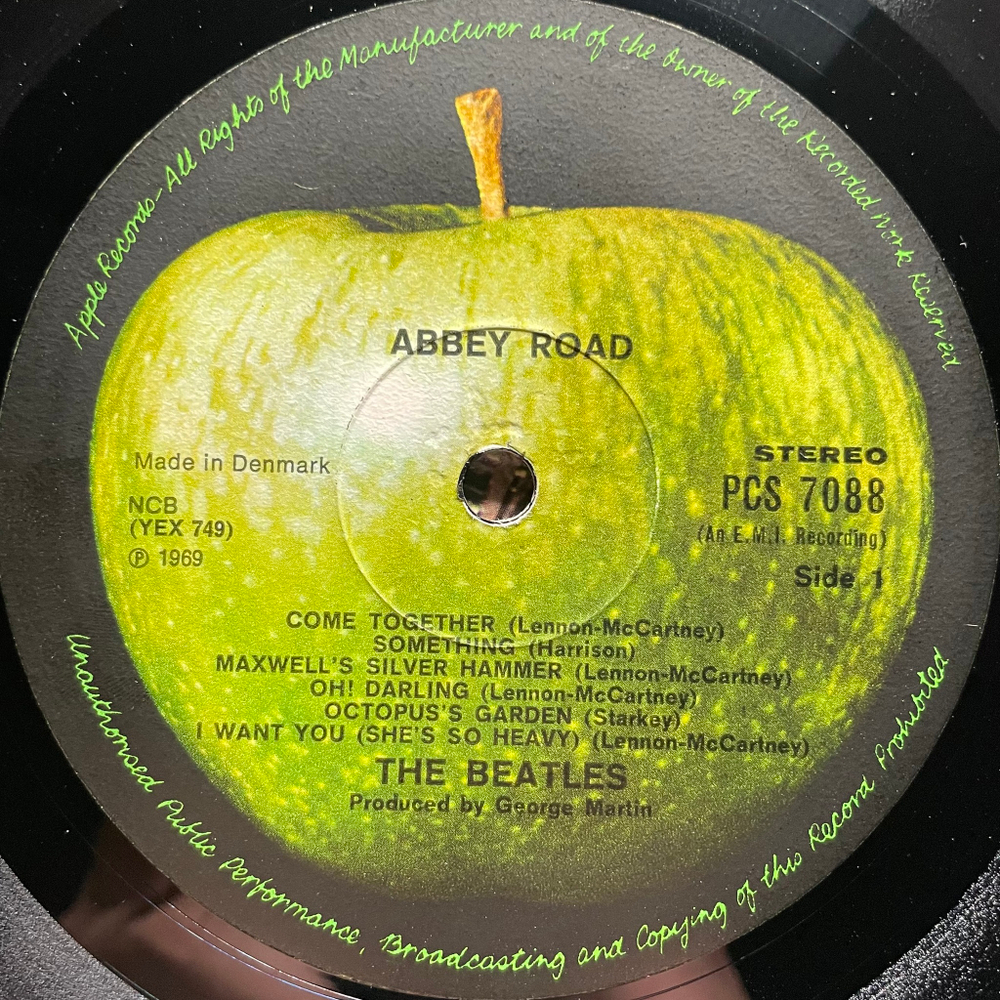 Apple Records-All Rights of the Manufacturer and of the Owner of the Recorded Work Reserved
ABBEY ROAD
Made in Denmark
NCB
(YEX 749)
℗ 1969
STEREO
PCS 7088
(An E.M.I. Recording)
Side 1
COME TOGETHER (Lennon-McCartney)
SOMETHING (Harrison)
MAXWELL'S SILVER HAMMER (Lennon-McCartney)
OH! DARLING (Lennon-McCartney)
OCTOPUS'S GARDEN (Starkey)
I WANT YOU (SHE'S SO HEAVY) (Lennon-McCartney)
THE BEATLES
Produced by George Martin
Unauthorised Public Performance, Broadcasting and Copying of this Record Prohibited